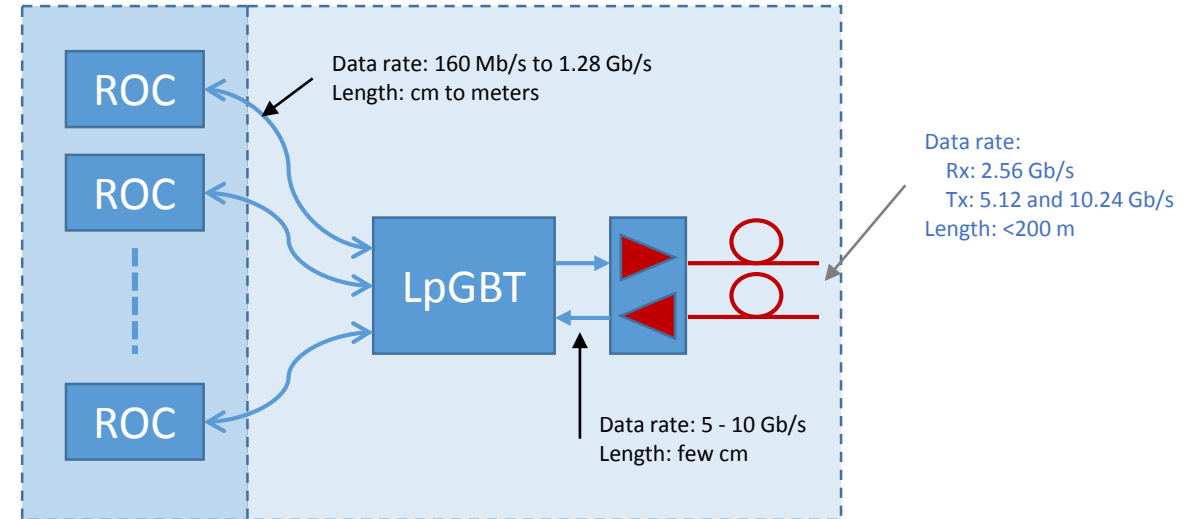 ROC
ROC
ROC
Data rate: 160 Mb/s to 1.28 Gb/s
Length: cm to meters
LpGBT
Data rate: 5 - 10 Gb/s
Length: few cm
Data rate:
Rx: 2.56 Gb/s
Tx: 5.12 and 10.24 Gb/s
Length: <200 m